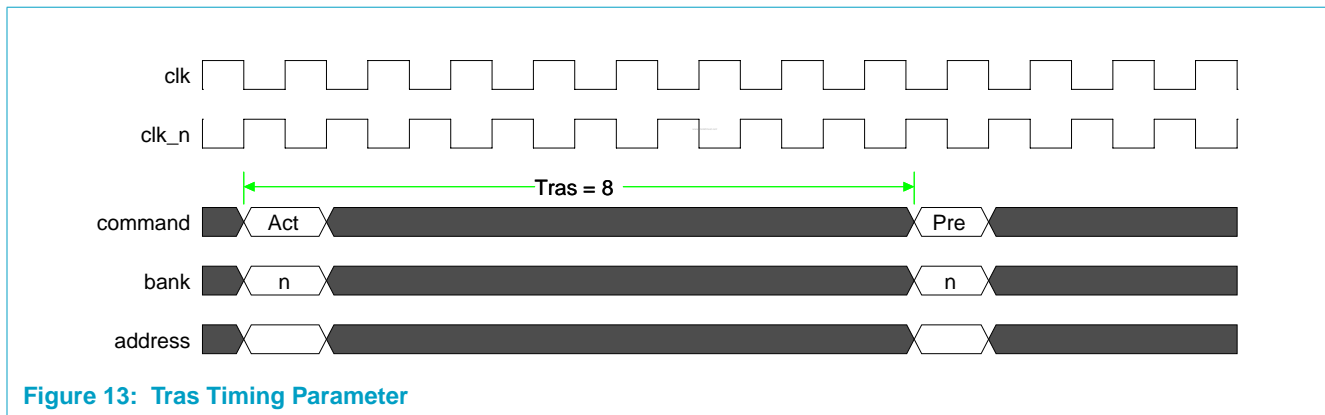 clk
clk_n
Tras = 8
command Act Pre
bank n n
address
Figure 13: Tras Timing Parameter